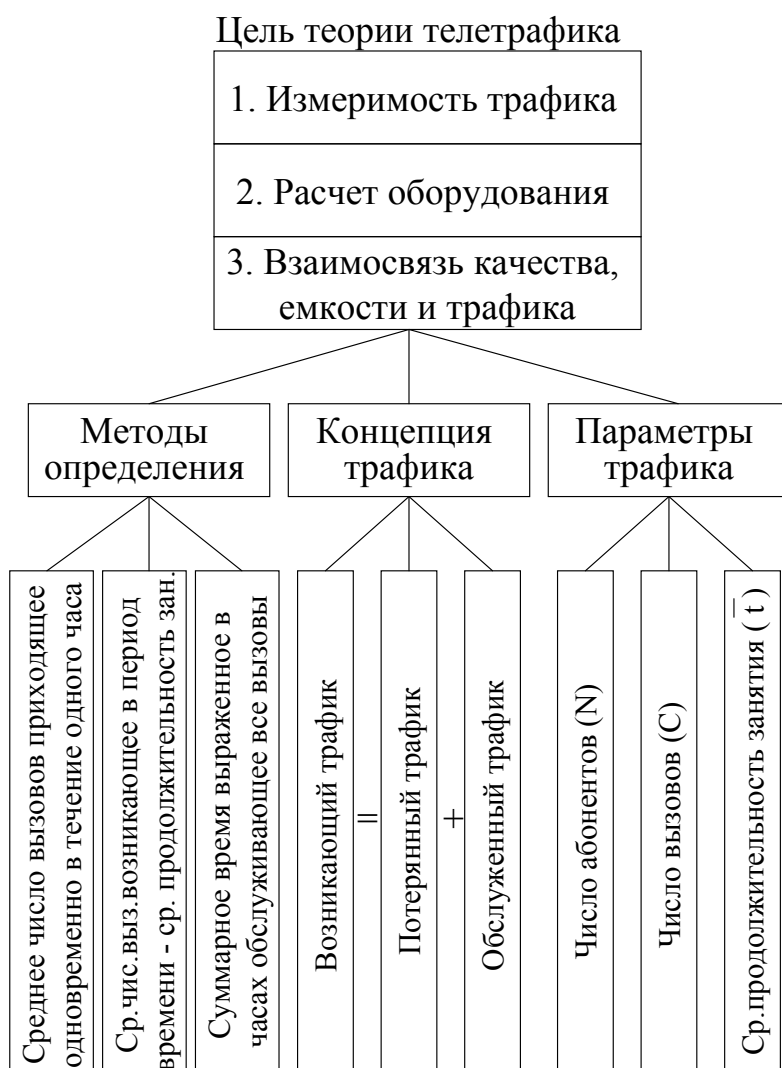 Цель теории телетрафика
1. Измеримость трафика
2. Расчет оборудования
3. Взаимосвязь качества,
емкости и трафика
Методы
определения
Концепция
трафика
Параметры
трафика
Среднее число вызовов приходящее
одновременно в течение одного часа
Ср.чис.выз.возникающее в период
времени - ср. продолжительность зан.
Суммарное время выраженное в
часах обслуживающее все вызовы
Возникающий трафик
=
Потерянный трафик
+
Обслуженный трафик
Число абонентов (N)
Число вызовов (C)
Ср.продолжительность занятия ( t̅ )